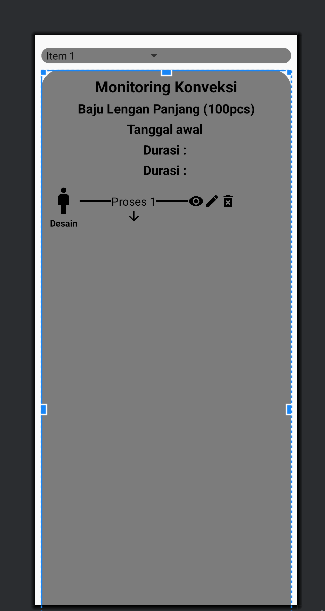 Item 1
Monitoring Konveksi
Baju Lengan Panjang (100pcs)
Tanggal awal
Durasi :
Durasi :
Proses 1
Desain